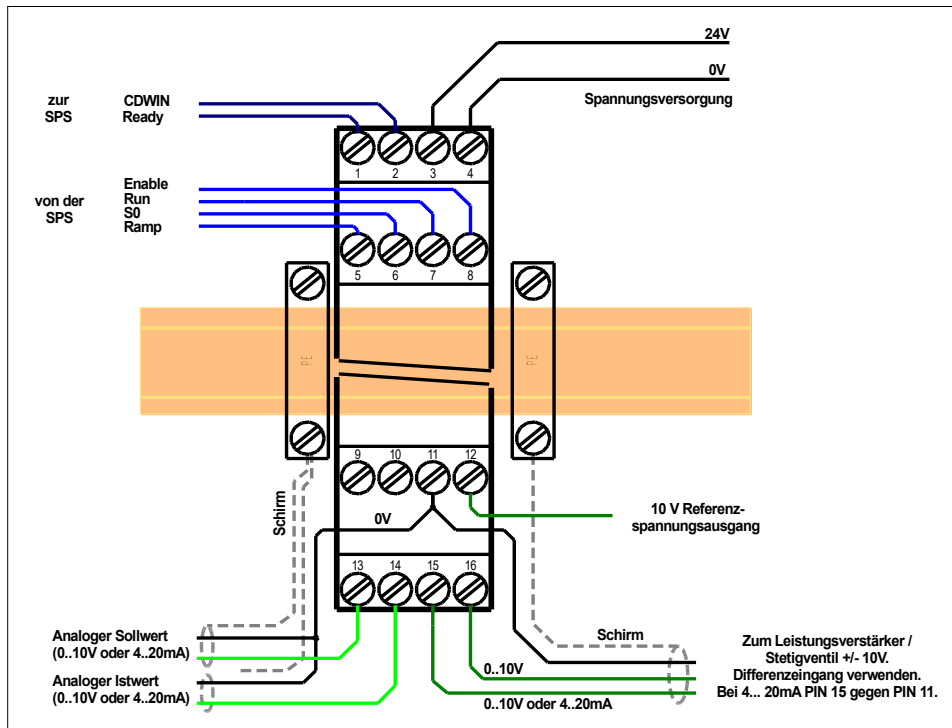 24V
0V
Spannungsversorgung
zur
SPS
CDWIN
Ready
1 2 3 4
von der
SPS
Enable
Run
S0
Ramp
5 6 7 8
PE
PE
9 10 11 12
Schirm
0V
10 V Referenz-
spannungsausgang
13 14 15 16
Analoger Sollwert
(0..10V oder 4..20mA)
Analoger Istwert
(0..10V oder 4..20mA)
Schirm
0..10V
0..10V oder 4..20mA
Zum Leistungsverstärker /
Stetigventil +/- 10V.
Differenzeingang verwenden.
Bei 4... 20mA PIN 15 gegen PIN 11.